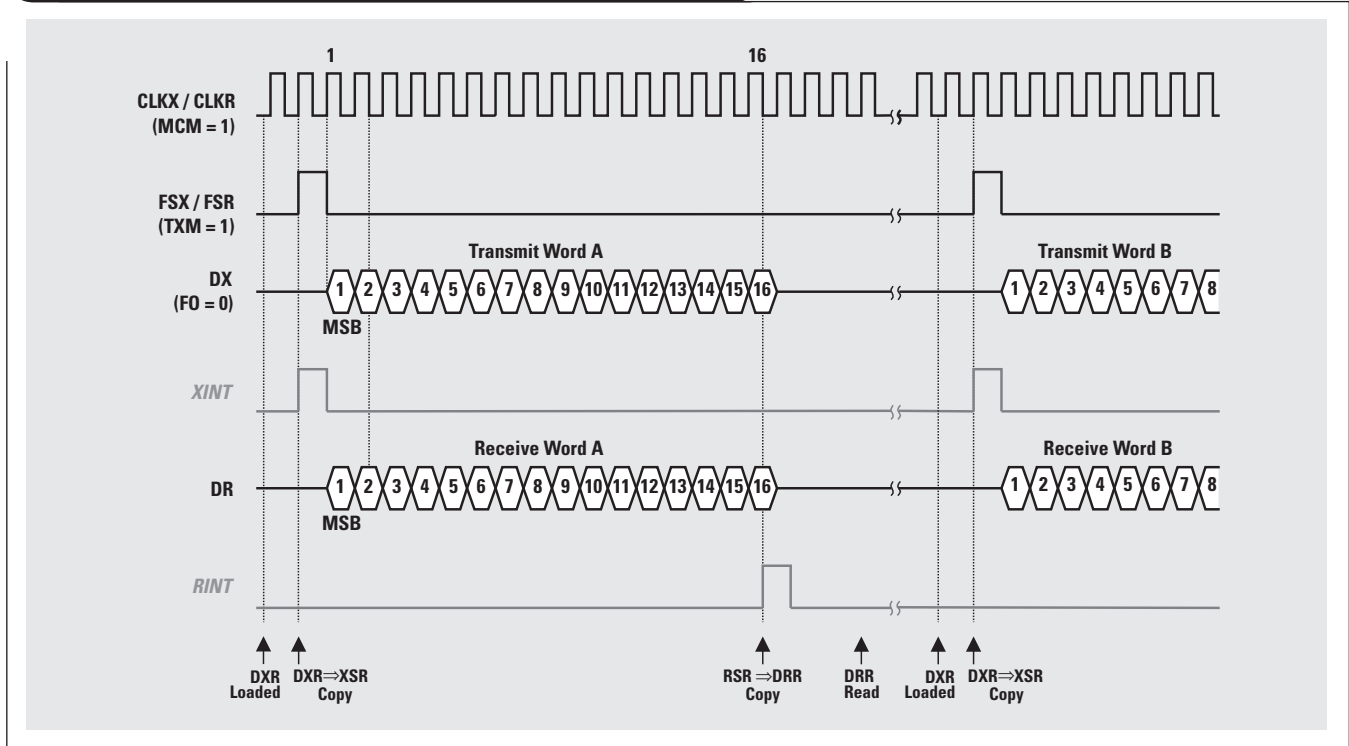 1 16
CLKX / CLKR
(MCM = 1)
FSX / FSR
(TXM = 1)
Transmit Word A Transmit Word B
DX
(FO = 0)
1 2 3 4 5 6 7 8 9 10 11 12 13 14 15 16 1 2 3 4 5 6 7 8
MSB
XINT
Receive Word A Receive Word B
DR
1 2 3 4 5 6 7 8 9 10 11 12 13 14 15 16 1 2 3 4 5 6 7 8
MSB
RINT
DXR
Loaded
DXR⇒XSR
Copy
RSR ⇒DRR
Copy
DRR
Read
DXR
Loaded
DXR⇒XSR
Copy